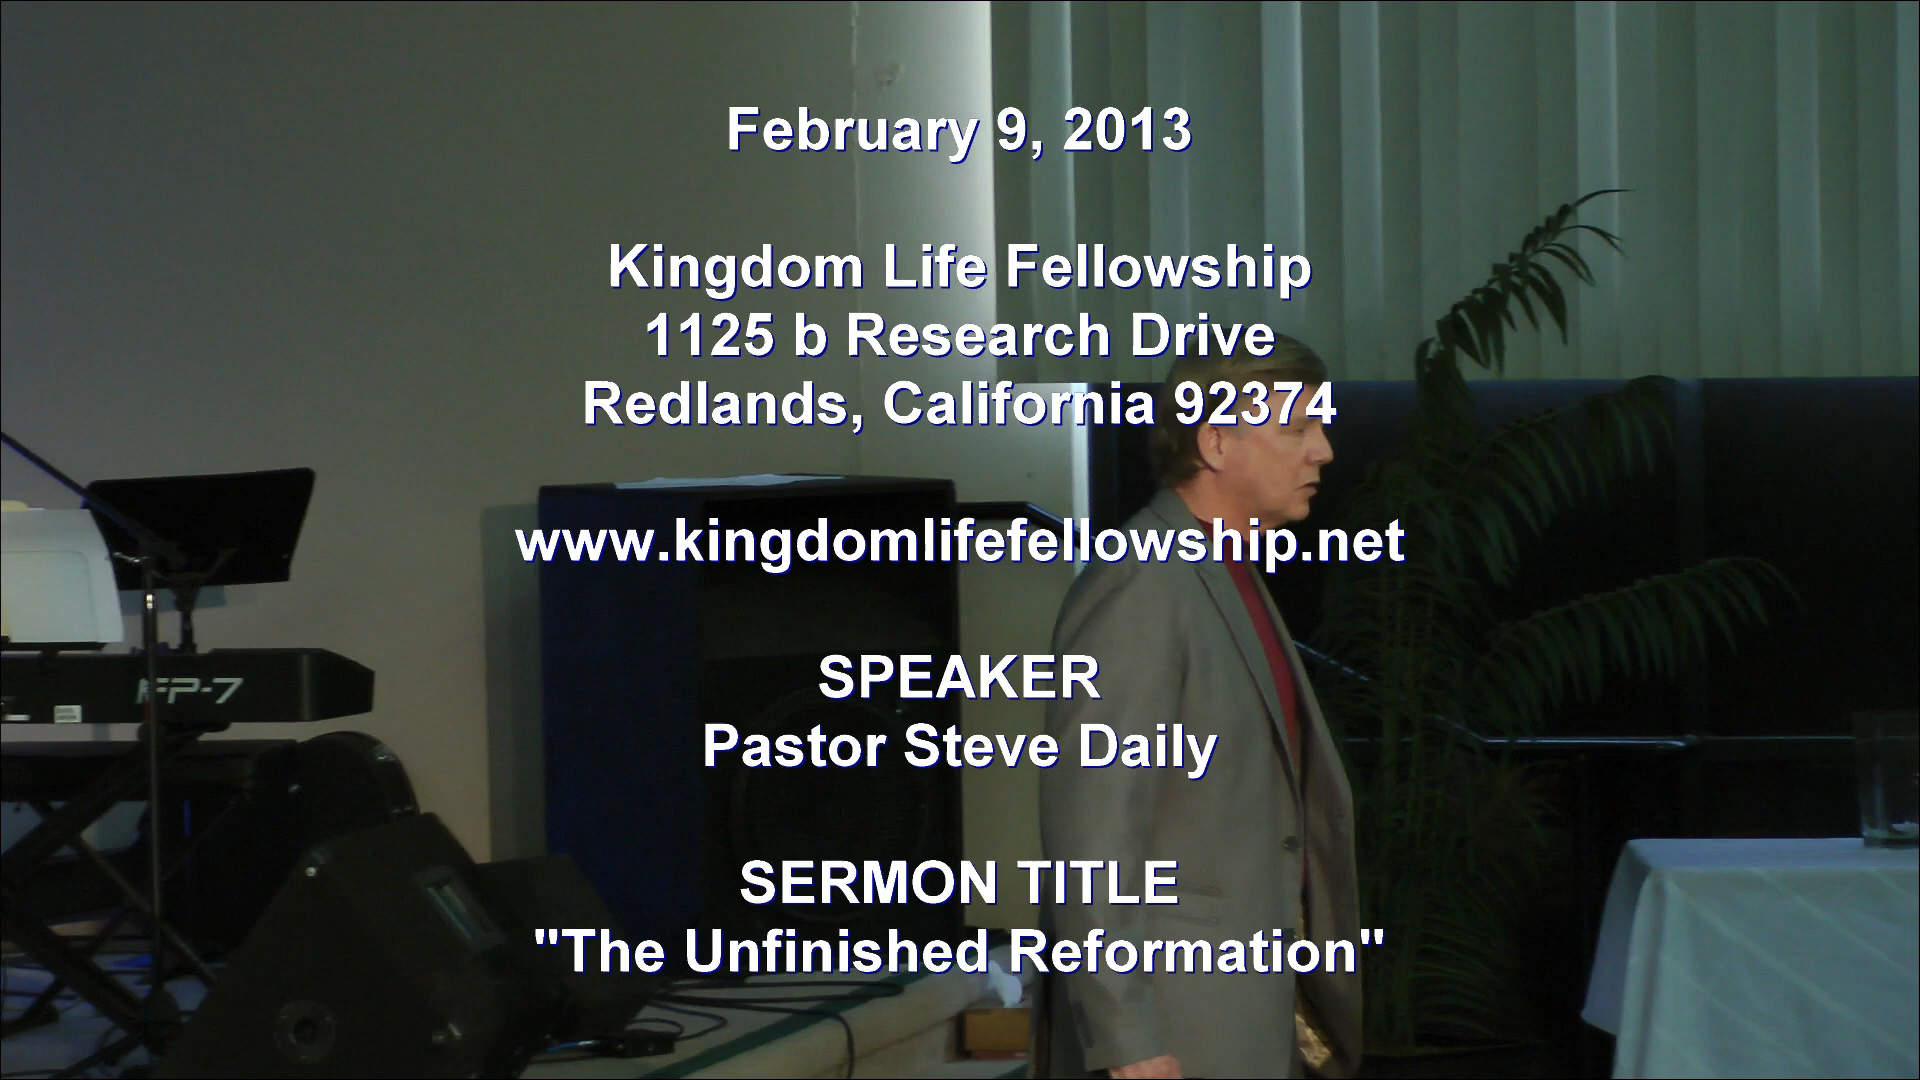 February 9, 2013
Kingdom Life Fellowship
1125 b Research Drive
Redlands, California 92374
www.kingdomlifefellowship.net
SPEAKER
Pastor Steve Daily
SERMON TITLE
"The Unfinished Reformation"
FP-7